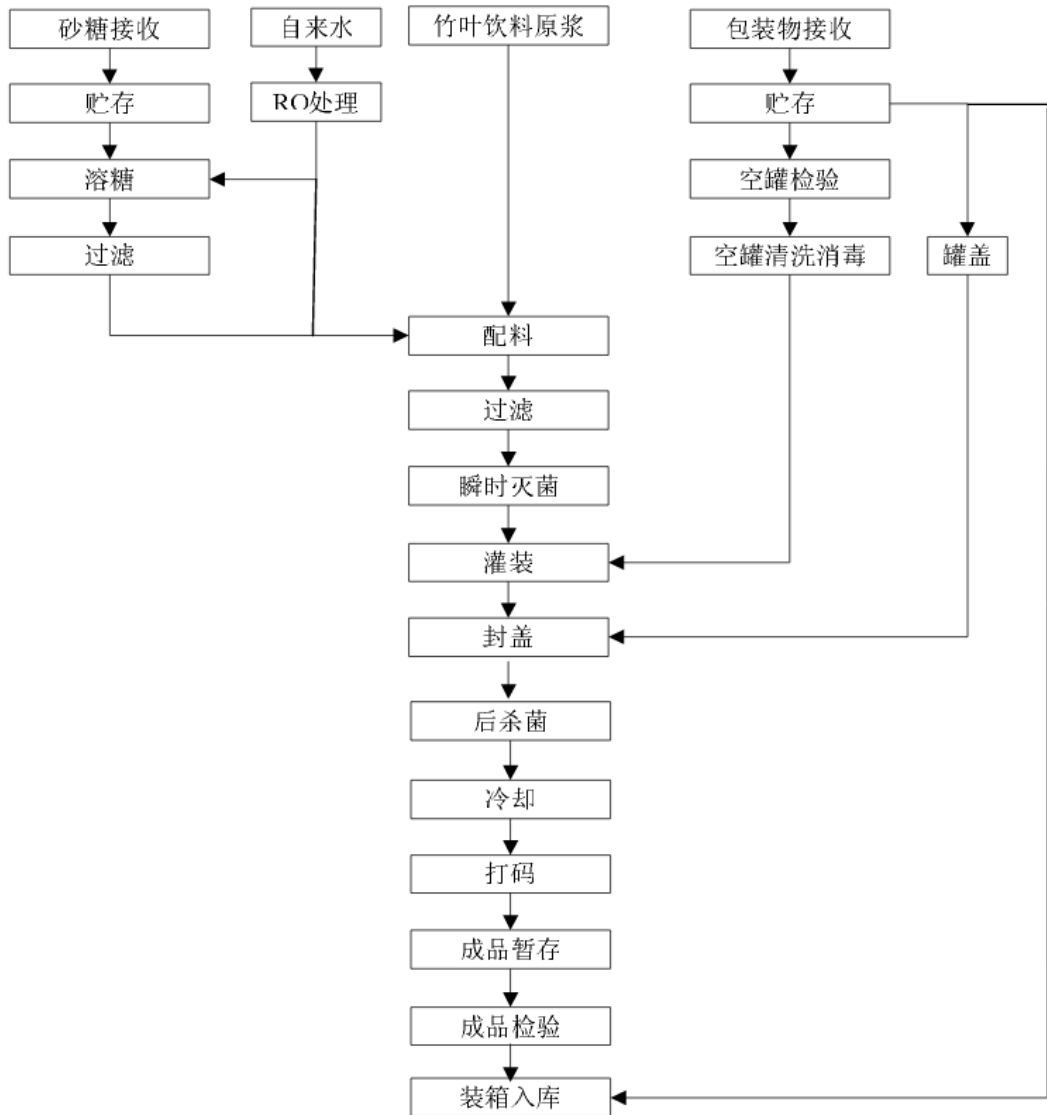 砂糖接收
自来水
竹叶饮料原浆
包装物接收
贮存
RO处理
贮存
溶糖
空罐检验
过滤
空罐清洗消毒
罐盖
配料
过滤
瞬时灭菌
灌装
封盖
后杀菌
冷却
打码
成品暂存
成品检验
装箱入库